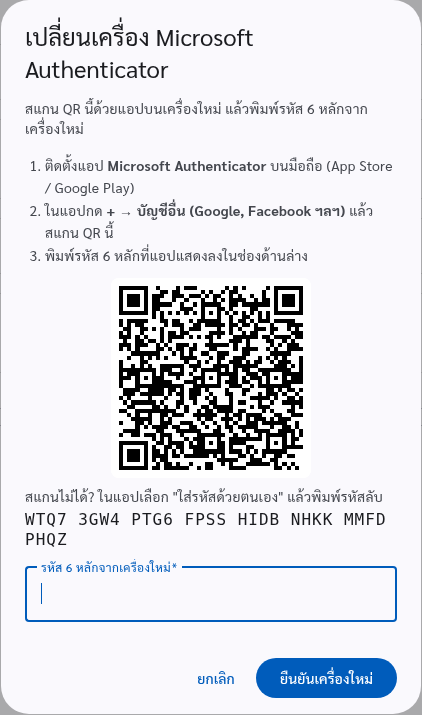 เปลี่ยนเครื่อง Microsoft
Authenticator
สแกน QR นี้ด้วยแอปบนเครื่องใหม่ แล้วพิมพ์รหัส 6 หลักจาก
เครื่องใหม่
1. ติดตั้งแอป Microsoft Authenticator บนมือถือ (App Store
/ Google Play)
2. ในแอปกด + → บัญชีอื่น (Google, Facebook ฯลฯ) แล้ว
สแกน QR นี้
3. พิมพ์รหัส 6 หลักที่แอปแสดงลงในช่องด้านล่าง
สแกนไม่ได้? ในแอปเลือก "ใส่รหัสด้วยตนเอง" แล้วพิมพ์รหัสลับ
WTQ7 3GW4 PTG6 FPSS HIDB NHKK MMFD
PHQZ
รหัส 6 หลักจากเครื่องใหม่*
ยกเลิก
ยืนยันเครื่องใหม่